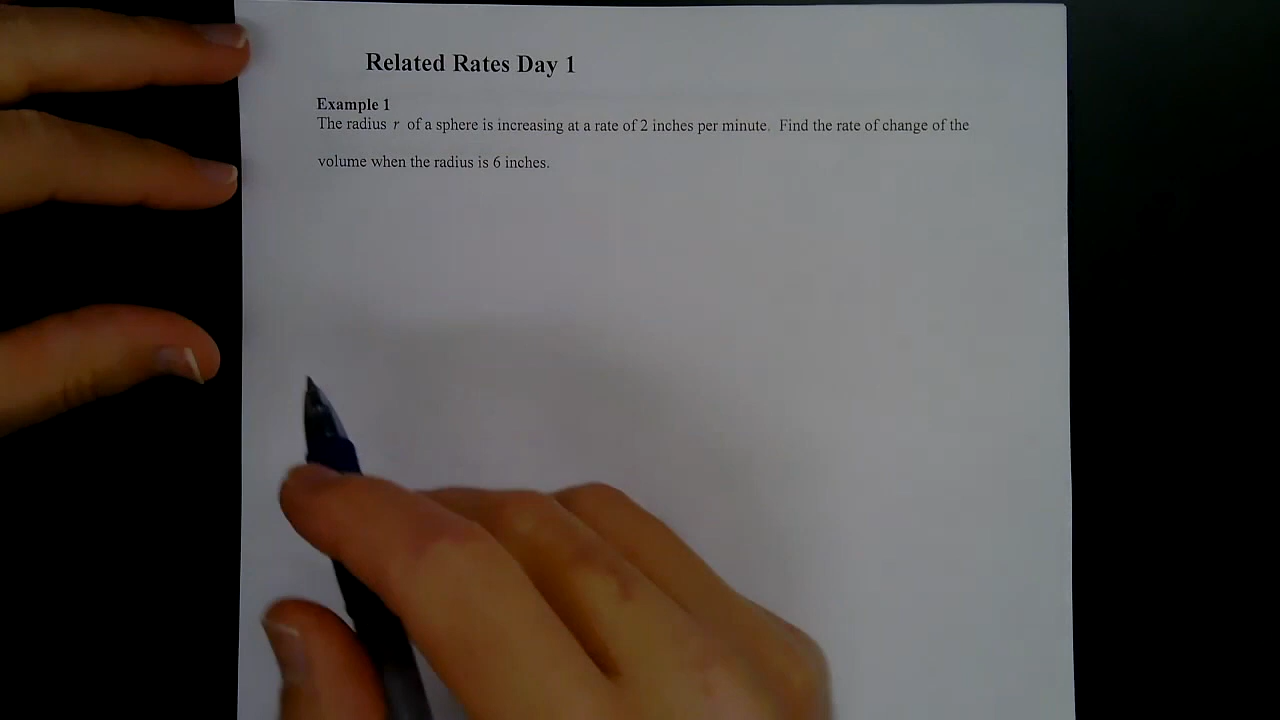 Related Rates Day 1
Example 1
The radius r of a sphere is increasing at a rate of 2 inches per minute. Find the rate of change of the
volume when the radius is 6 inches.